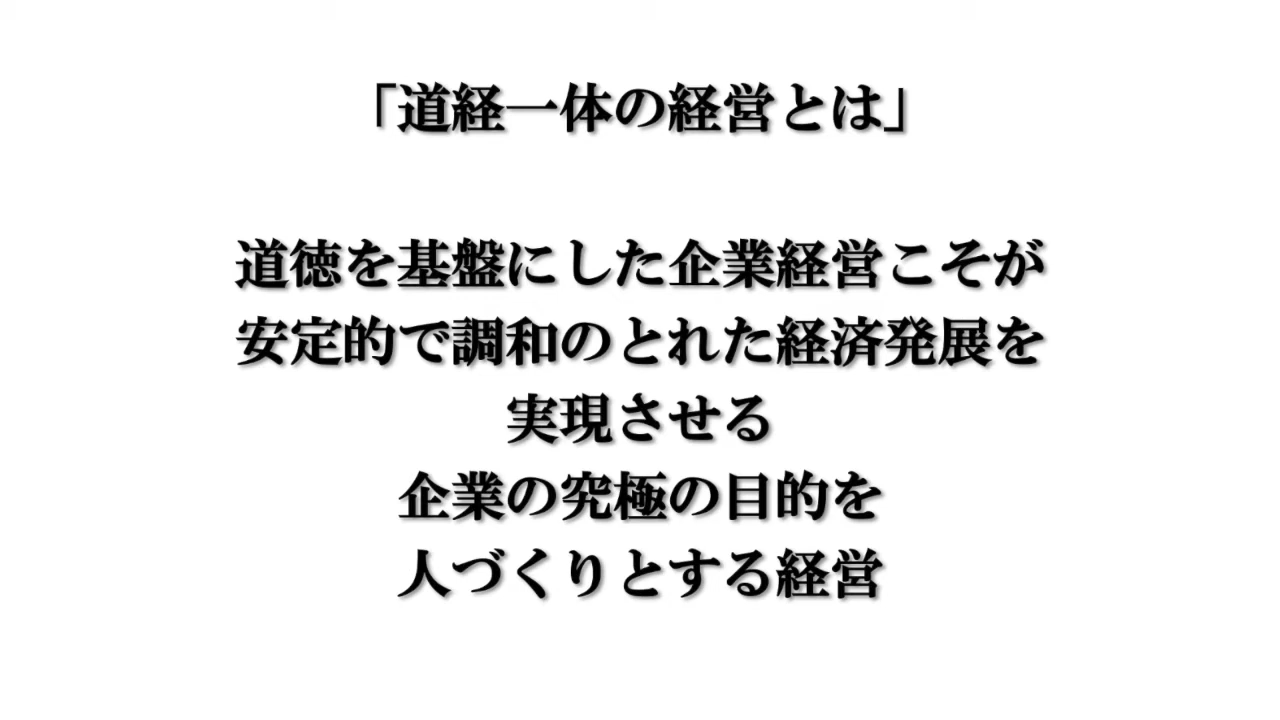 「道経一体の経営とは」
道徳を基盤にした企業経営こそが
安定的で調和のとれた経済発展を
実現させる
企業の究極の目的を
人づくりとする経営